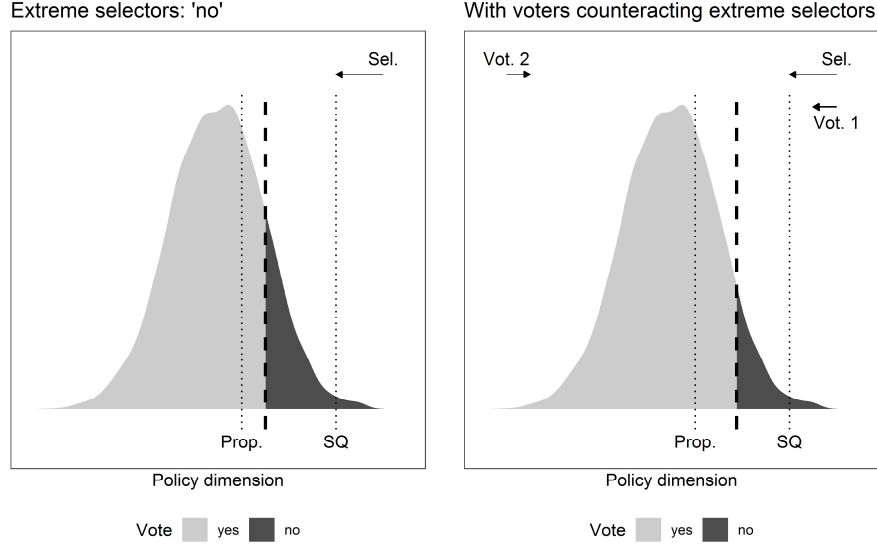 Extreme selectors: 'no'
Sel.
Prop.
SQ
Policy dimension
Vote yes no
With voters counteracting extreme selectors
Vot. 2
Sel.
Vot. 1
Prop.
SQ
Policy dimension
Vote yes no